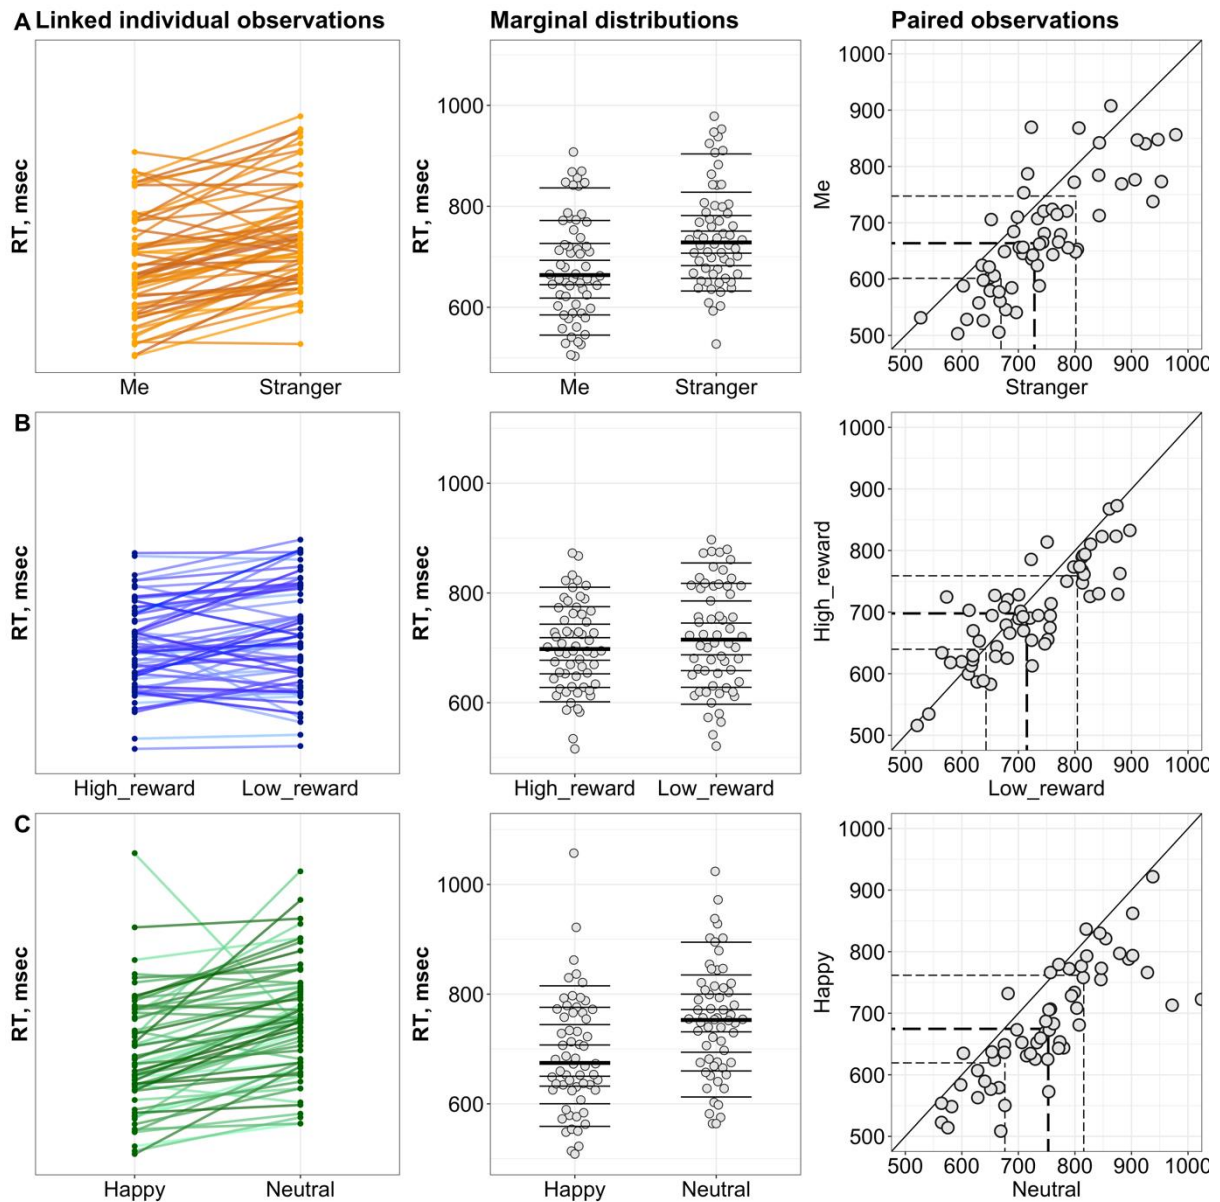 A Linked individual observations
Marginal distributions
Paired observations
RT, msec
Me
Stranger
RT, msec
1000
800
600
Me
Stranger
Me
1000
900
800
700
600
500
500 600 700 800 900 1000
Stranger
B
RT, msec
High_reward
Low_reward
RT, msec
1000
800
600
High_reward
Low_reward
High_reward
1000
900
800
700
600
500
500 600 700 800 900 1000
Low_reward
C
RT, msec
Happy
Neutral
RT, msec
1000
800
600
Happy
Neutral
Happy
1000
900
800
700
600
500
500 600 700 800 900 1000
Neutral